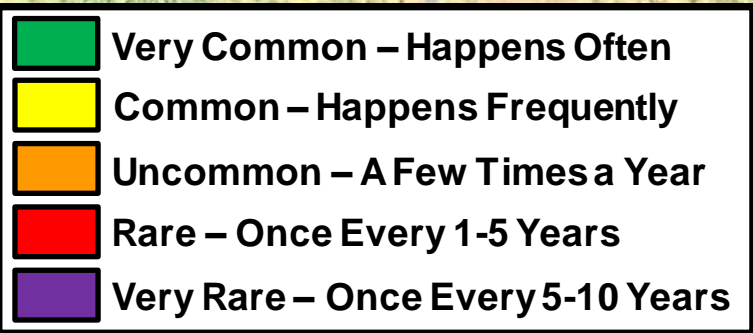 Very Common – Happens Often
Common – Happens Frequently
Uncommon – A Few Times a Year
Rare – Once Every 1-5 Years
Very Rare – Once Every 5-10 Years